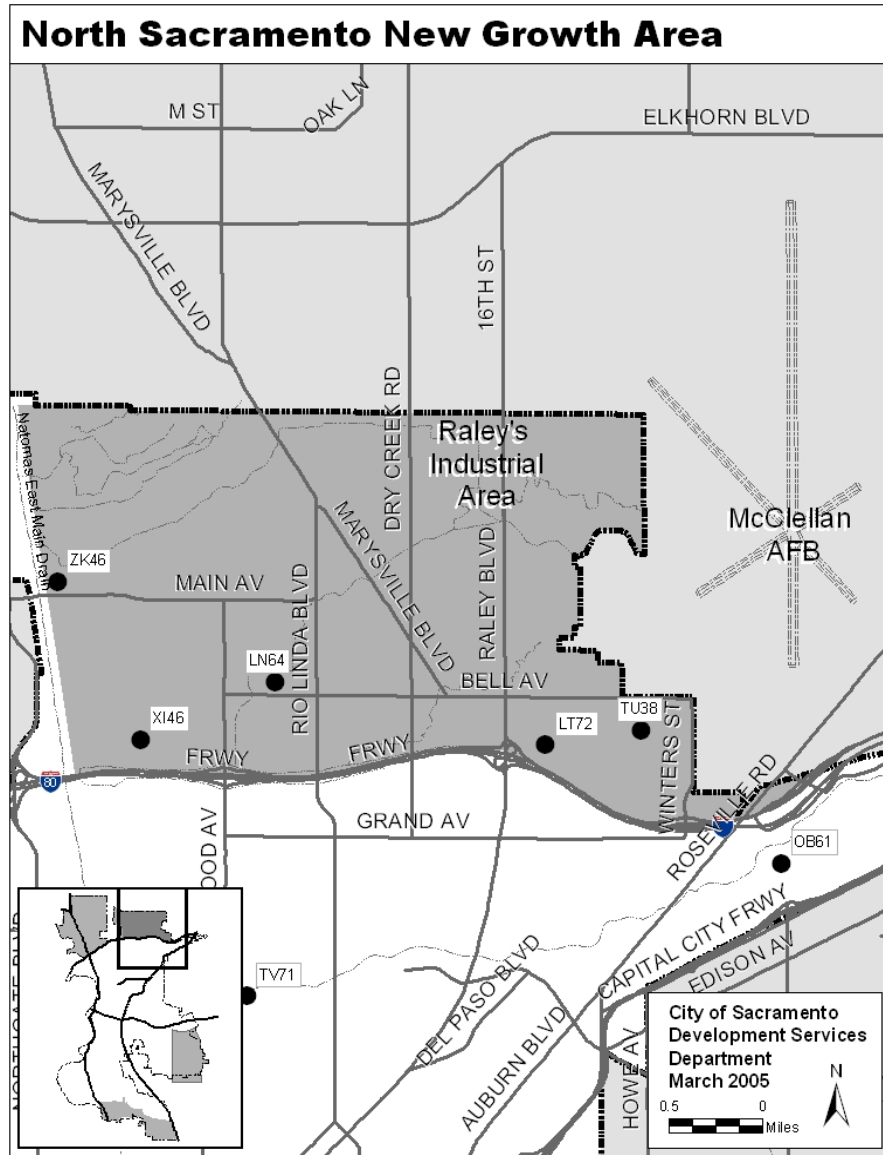 North Sacramento New Growth Area
M ST
OAK LN
ELKHORN BLVD
MARYSVILLE BLVD
16TH ST
DRY CREEK RD
Raley's
Industrial
Area
Natomas East Main Drain
McClellan
AFB
MARYSVILLE BLVD
ZK46
MAIN AV
RIO LINDA BLVD
RALEY BLVD
LN64
BELL AV
XI46
LT72
TU38
WINTERS ST
FRWY
FRWY
80
ROSEVILLE RD
GRAND AV
OB61
OOD AV
CAPITAL CITY FRWY
EDISON AV
TV71
DEL PASO BLVD
AUBURN BLVD
HOWE AV
NORTHGATE BLVD
City of Sacramento
Development Services
Department
March 2005
N
0.5 0
Miles